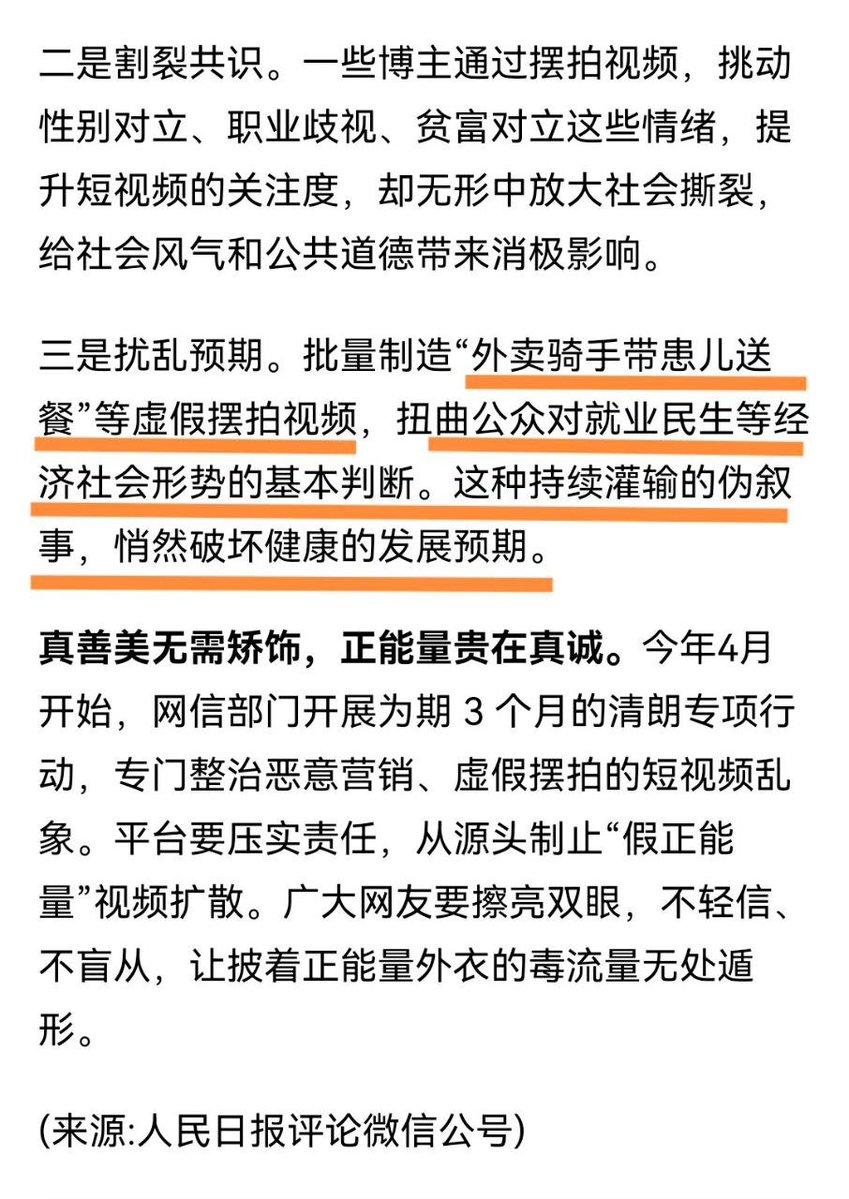 二是割裂共识。一些博主通过摆拍视频，挑动
性别对立、职业歧视、贫富对立这些情绪，提
升短视频的关注度，却无形中放大社会撕裂，
给社会风气和公共道德带来消极影响。
三是扰乱预期。批量制造“外卖骑手带患儿送
餐”等虚假摆拍视频，扭曲公众对就业民生等经
济社会形势的基本判断。这种持续灌输的伪叙
事，悄然破坏健康的发展预期。
真善美无需矫饰，正能量贵在真诚。今年4月
开始，网信部门开展为期 3 个月的清朗专项行
动，专门整治恶意营销、虚假摆拍的短视频乱
象。平台要压实责任，从源头制止“假正能
量”视频扩散。广大网友要擦亮双眼，不轻信、
不盲从，让披着正能量外衣的毒流量无处遁
形。
(来源:人民日报评论微信公号)